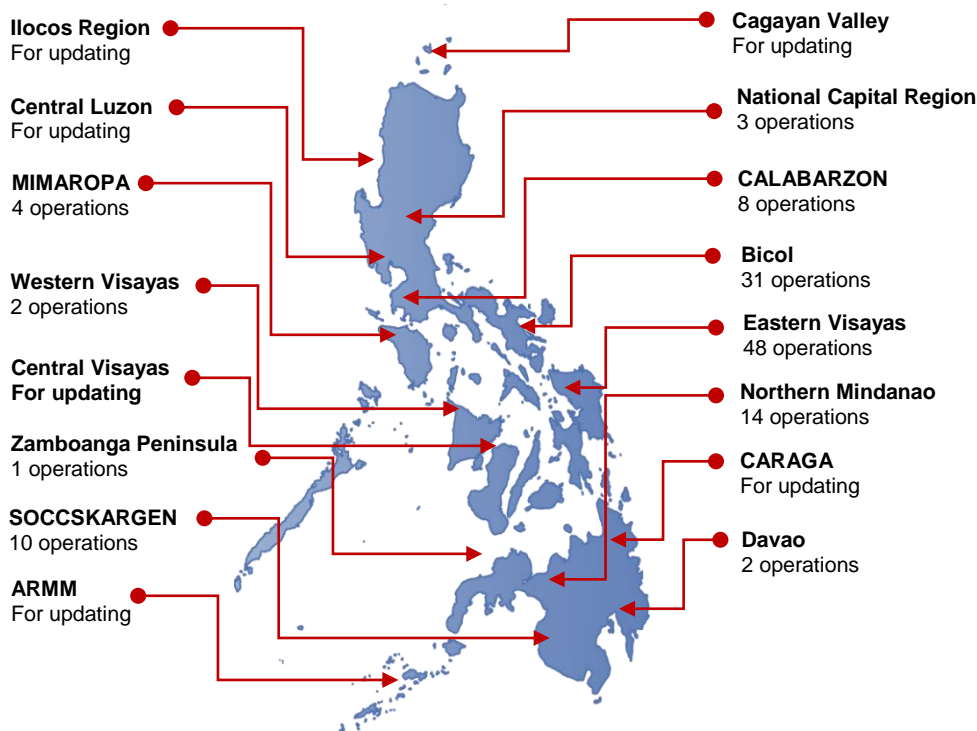 Ilocos Region
For updating
Central Luzon
For updating
MIMAROPA
4 operations
Western Visayas
2 operations
Central Visayas
For updating
Zamboanga Peninsula
1 operations
SOCCSKARGEN
10 operations
ARMM
For updating
Cagayan Valley
For updating
National Capital Region
3 operations
CALABARZON
8 operations
Bicol
31 operations
Eastern Visayas
48 operations
Northern Mindanao
14 operations
CARAGA
For updating
Davao
2 operations